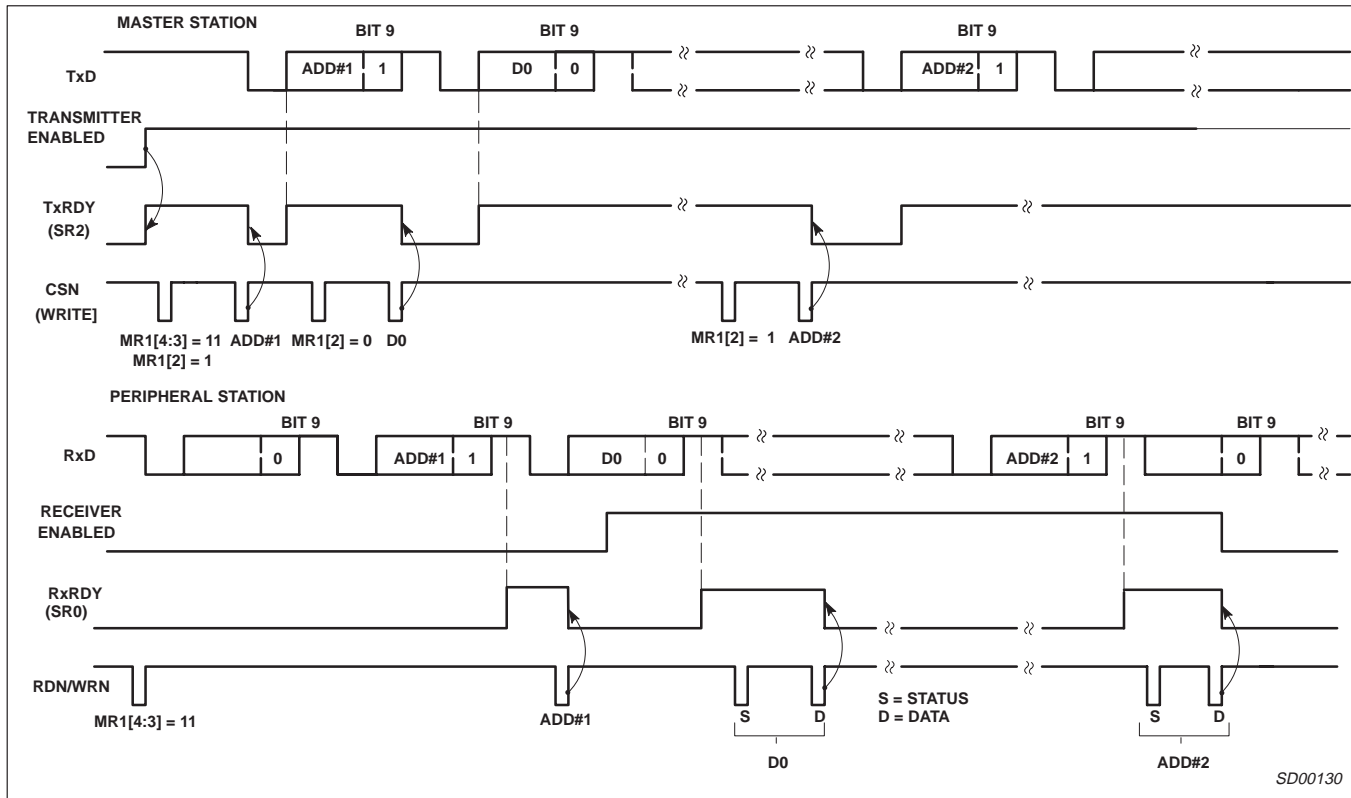 MASTER STATION
BIT 9 BIT 9 BIT 9
TxD ADD#1 1 D0 0 ADD#2 1
TRANSMITTER
ENABLED
TxRDY
(SR2)
CSN
(WRITE]
MR1[4:3] = 11 ADD#1 MR1[2] = 0 D0 MR1[2] = 1 ADD#2
MR1[2] = 1
PERIPHERAL STATION
BIT 9 BIT 9 BIT 9 BIT 9 BIT 9
RxD 0 ADD#1 1 D0 0 ADD#2 1 0
RECEIVER
ENABLED
RxRDY
(SR0)
RDN/WRN
MR1[4:3] = 11 ADD#1 S D S = STATUS S D
D = DATA
D0 ADD#2
SD00130